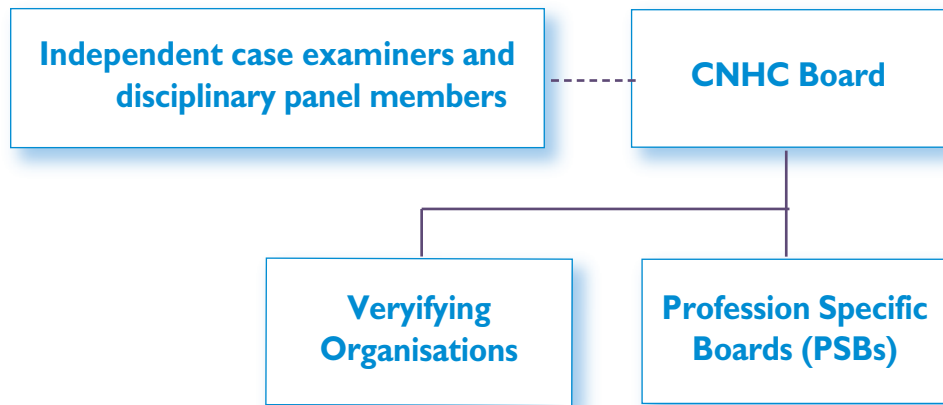 Independent case examiners and
disciplinary panel members
CNHC Board
Veryifying
Organisations
Profession Specific
Boards (PSBs)